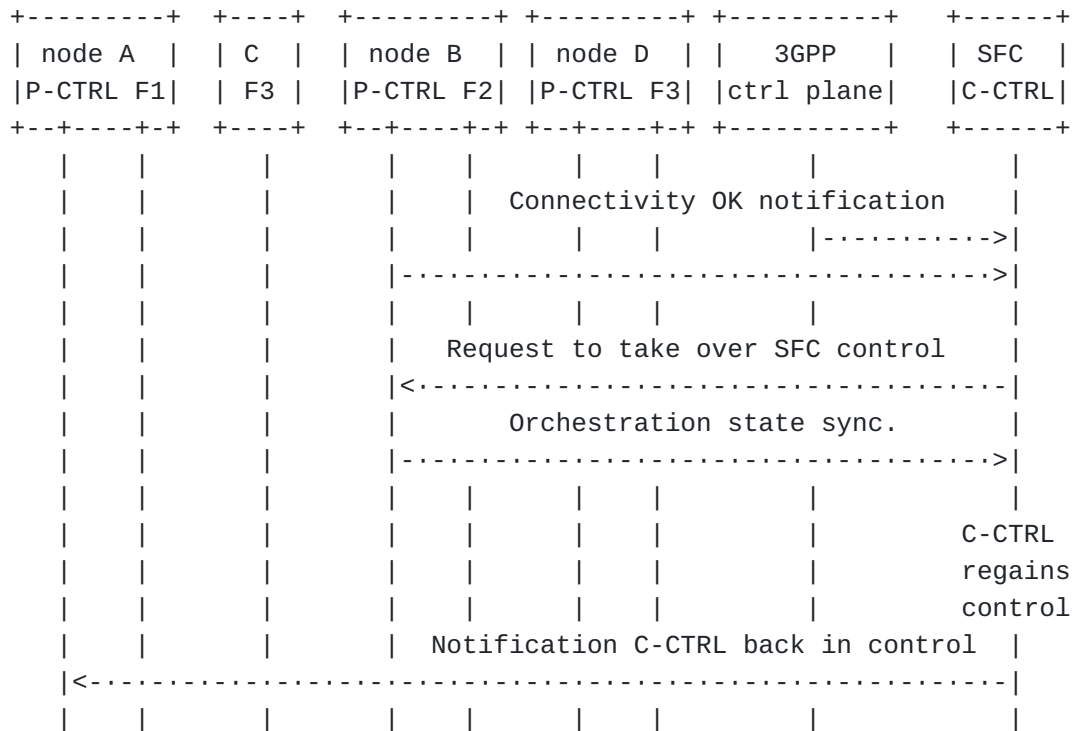 +---------+  +----+  +---------+ +---------+ +----------+   +------+
| node A  |  | C  |  | node B  | | node D  | |   3GPP   |   | SFC  |
|P-CTRL F1|  | F3 |  |P-CTRL F2| |P-CTRL F3| |ctrl plane|   |C-CTRL|
+--+----+-+  +----+  +--+----+-+ +--+----+-+ +----------+   +------+
   |    |       |       |    |      |    |         |            |
   |    |       |       |    |  Connectivity OK notification    |
   |    |       |       |    |      |    |         |-·-·-·-·-·->|
   |    |       |       |-·-·-·-·-·-·-·-·-·-·-·-·-·-·-·-·-·-·-·>|
   |    |       |       |    |      |    |         |            |
   |    |       |       |   Request to take over SFC control    |
   |    |       |       |<·-·-·-·-·-·-·-·-·-·-·-·-·-·-·-·-·-·-·-|
   |    |       |       |       Orchestration state sync.       |
   |    |       |       |-·-·-·-·-·-·-·-·-·-·-·-·-·-·-·-·-·-·-·>|
   |    |       |       |    |      |    |         |            |
   |    |       |       |    |      |    |         |         C-CTRL
   |    |       |       |    |      |    |         |         regains
   |    |       |       |    |      |    |         |         control
   |    |       |       |  Notification C-CTRL back in control  |
   |<-·-·-·-·-·-·-·-·-·-·-·-·-·-·-·-·-·-·-·-·-·-·-·-·-·-·-·-·-·-|
   |    |       |       |    |      |    |         |            |